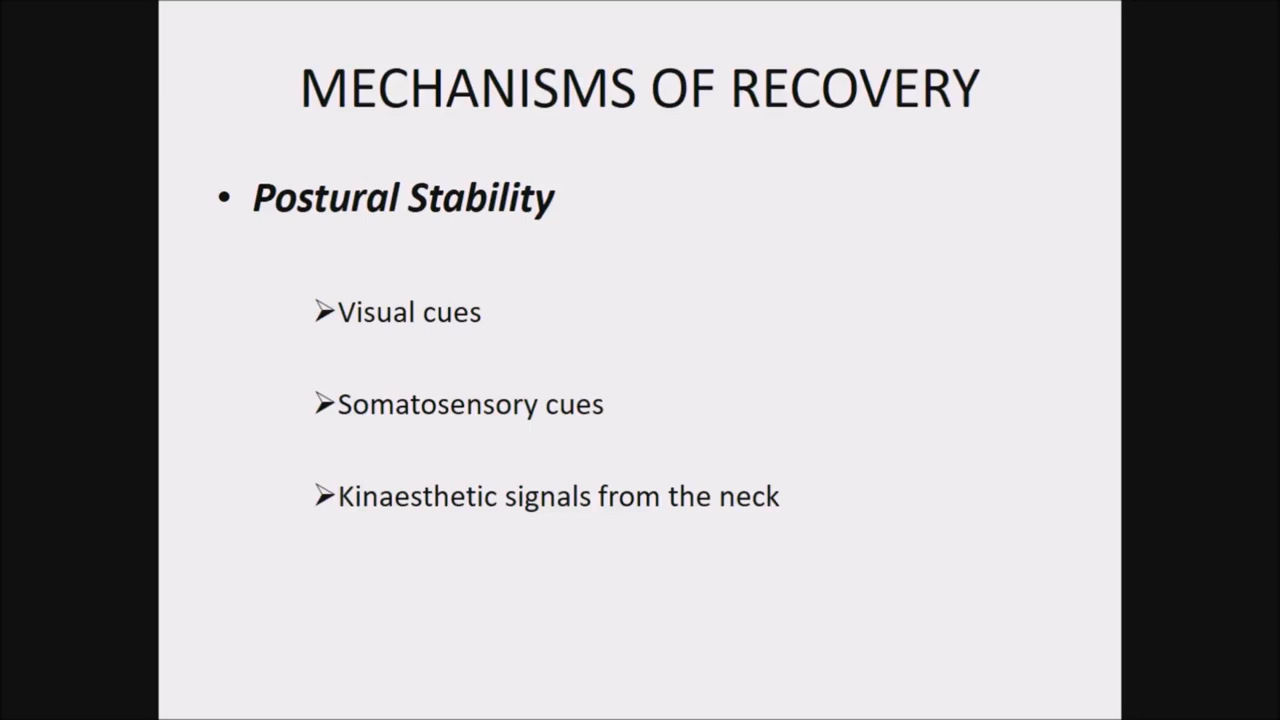 MECHANISMS OF RECOVERY
• Postural Stability
➢Visual cues
➢Somatosensory cues
➢Kinaesthetic signals from the neck